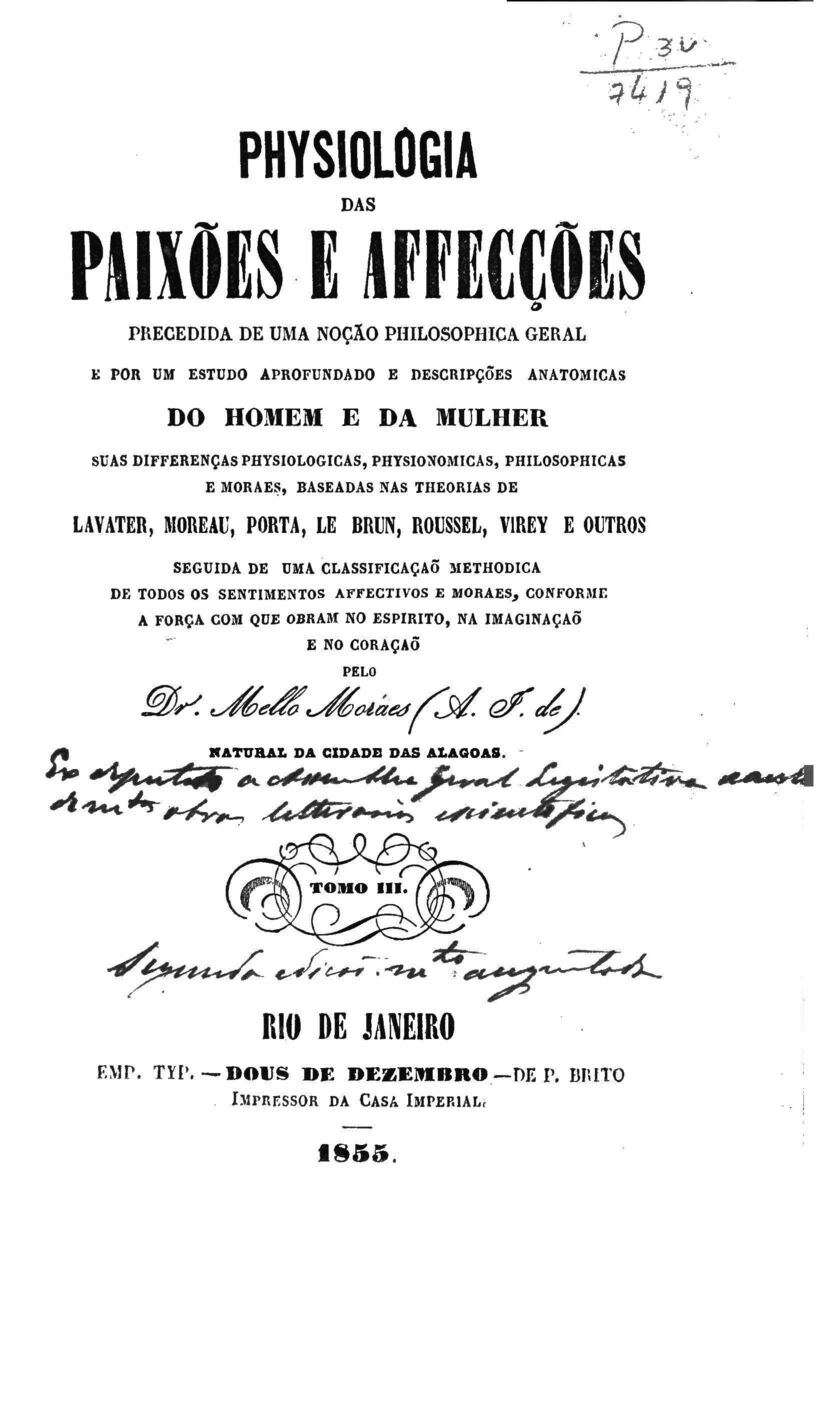 P 30
7419
PHYSIOLOGIA
DAS
PAIXÕES E AFFECÇÕES
PRECEDIDA DE UMA NOÇÃO PHILOSOPHICA GERAL
E POR UM ESTUDO APROFUNDADO E DESCRIPÇÕES ANATOMICAS
DO HOMEM E DA MULHER
SUAS DIFFERENÇAS PHYSIOLOGICAS, PHYSIONOMICAS, PHILOSOPHICAS
E MORAES, BASEADAS NAS THEORIAS DE
LAVATER, MOREAU, PORTA, LE BRUN, ROUSSEL, VIREY E OUTROS
SEGUIDA DE UMA CLASSIFICAÇAÕ METHODICA
DE TODOS OS SENTIMENTOS AFFECTIVOS E MORAES, CONFORME
A FORÇA COM QUE OBRAM NO ESPIRITO, NA IMAGINAÇAÕ
E NO CORAÇAÕ
PELO
Dr. Mello Moraes (A. J. de).
NATURAL DA CIDADE DAS ALAGOAS.
Ex deputado a Assemblea Geral Legislativa
de mtas obras litterarias e scientificas
TOMO III.
Segunda edicaõ mto augmentada
RIO DE JANEIRO
EMP. TYP. — DOUS DE DEZEMBRO — DE P. BRITO
IMPRESSOR DA CASA IMPERIAL.
1855.